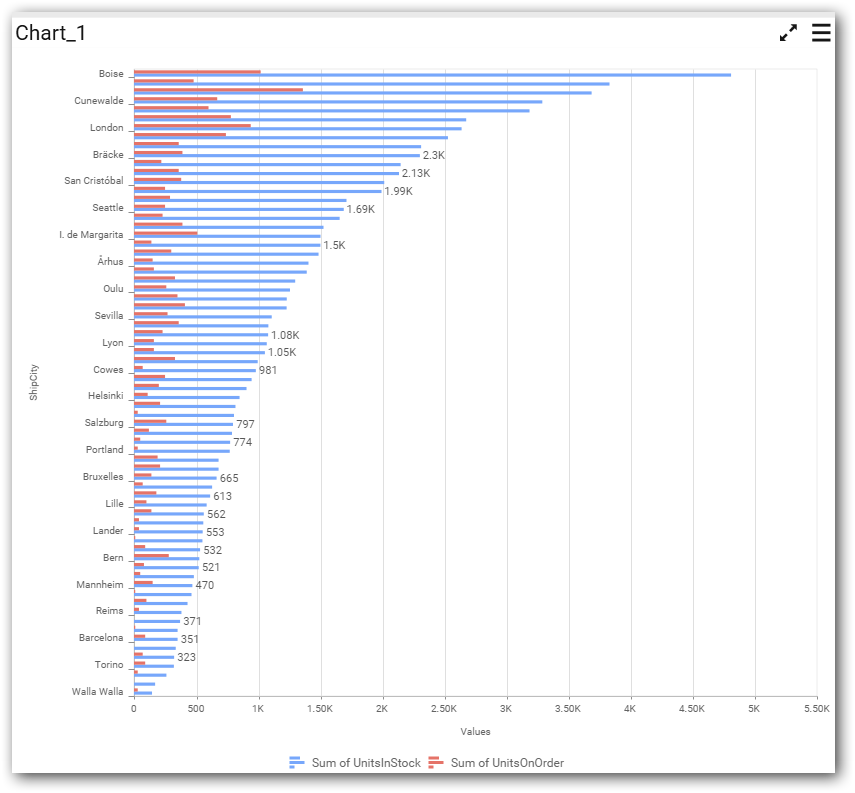 Chart_1
Boise
Cunewalde
London
Bräcke
2.3K
2.13K
San Cristóbal
1.99K
Seattle
1.69K
I. de Margarita
1.5K
Århus
Oulu
Sevilla
1.08K
Lyon
1.05K
Cowes
981
Helsinki
Salzburg
797
774
Portland
Bruxelles
665
613
Lille
562
Lander
553
532
Bern
521
Mannheim
470
Reims
371
Barcelona
351
323
Torino
Walla Walla
ShipCity
0 500 1K 1.50K 2K 2.50K 3K 3.50K 4K 4.50K 5K 5.50K
Values
Sum of UnitsInStock Sum of UnitsOnOrder